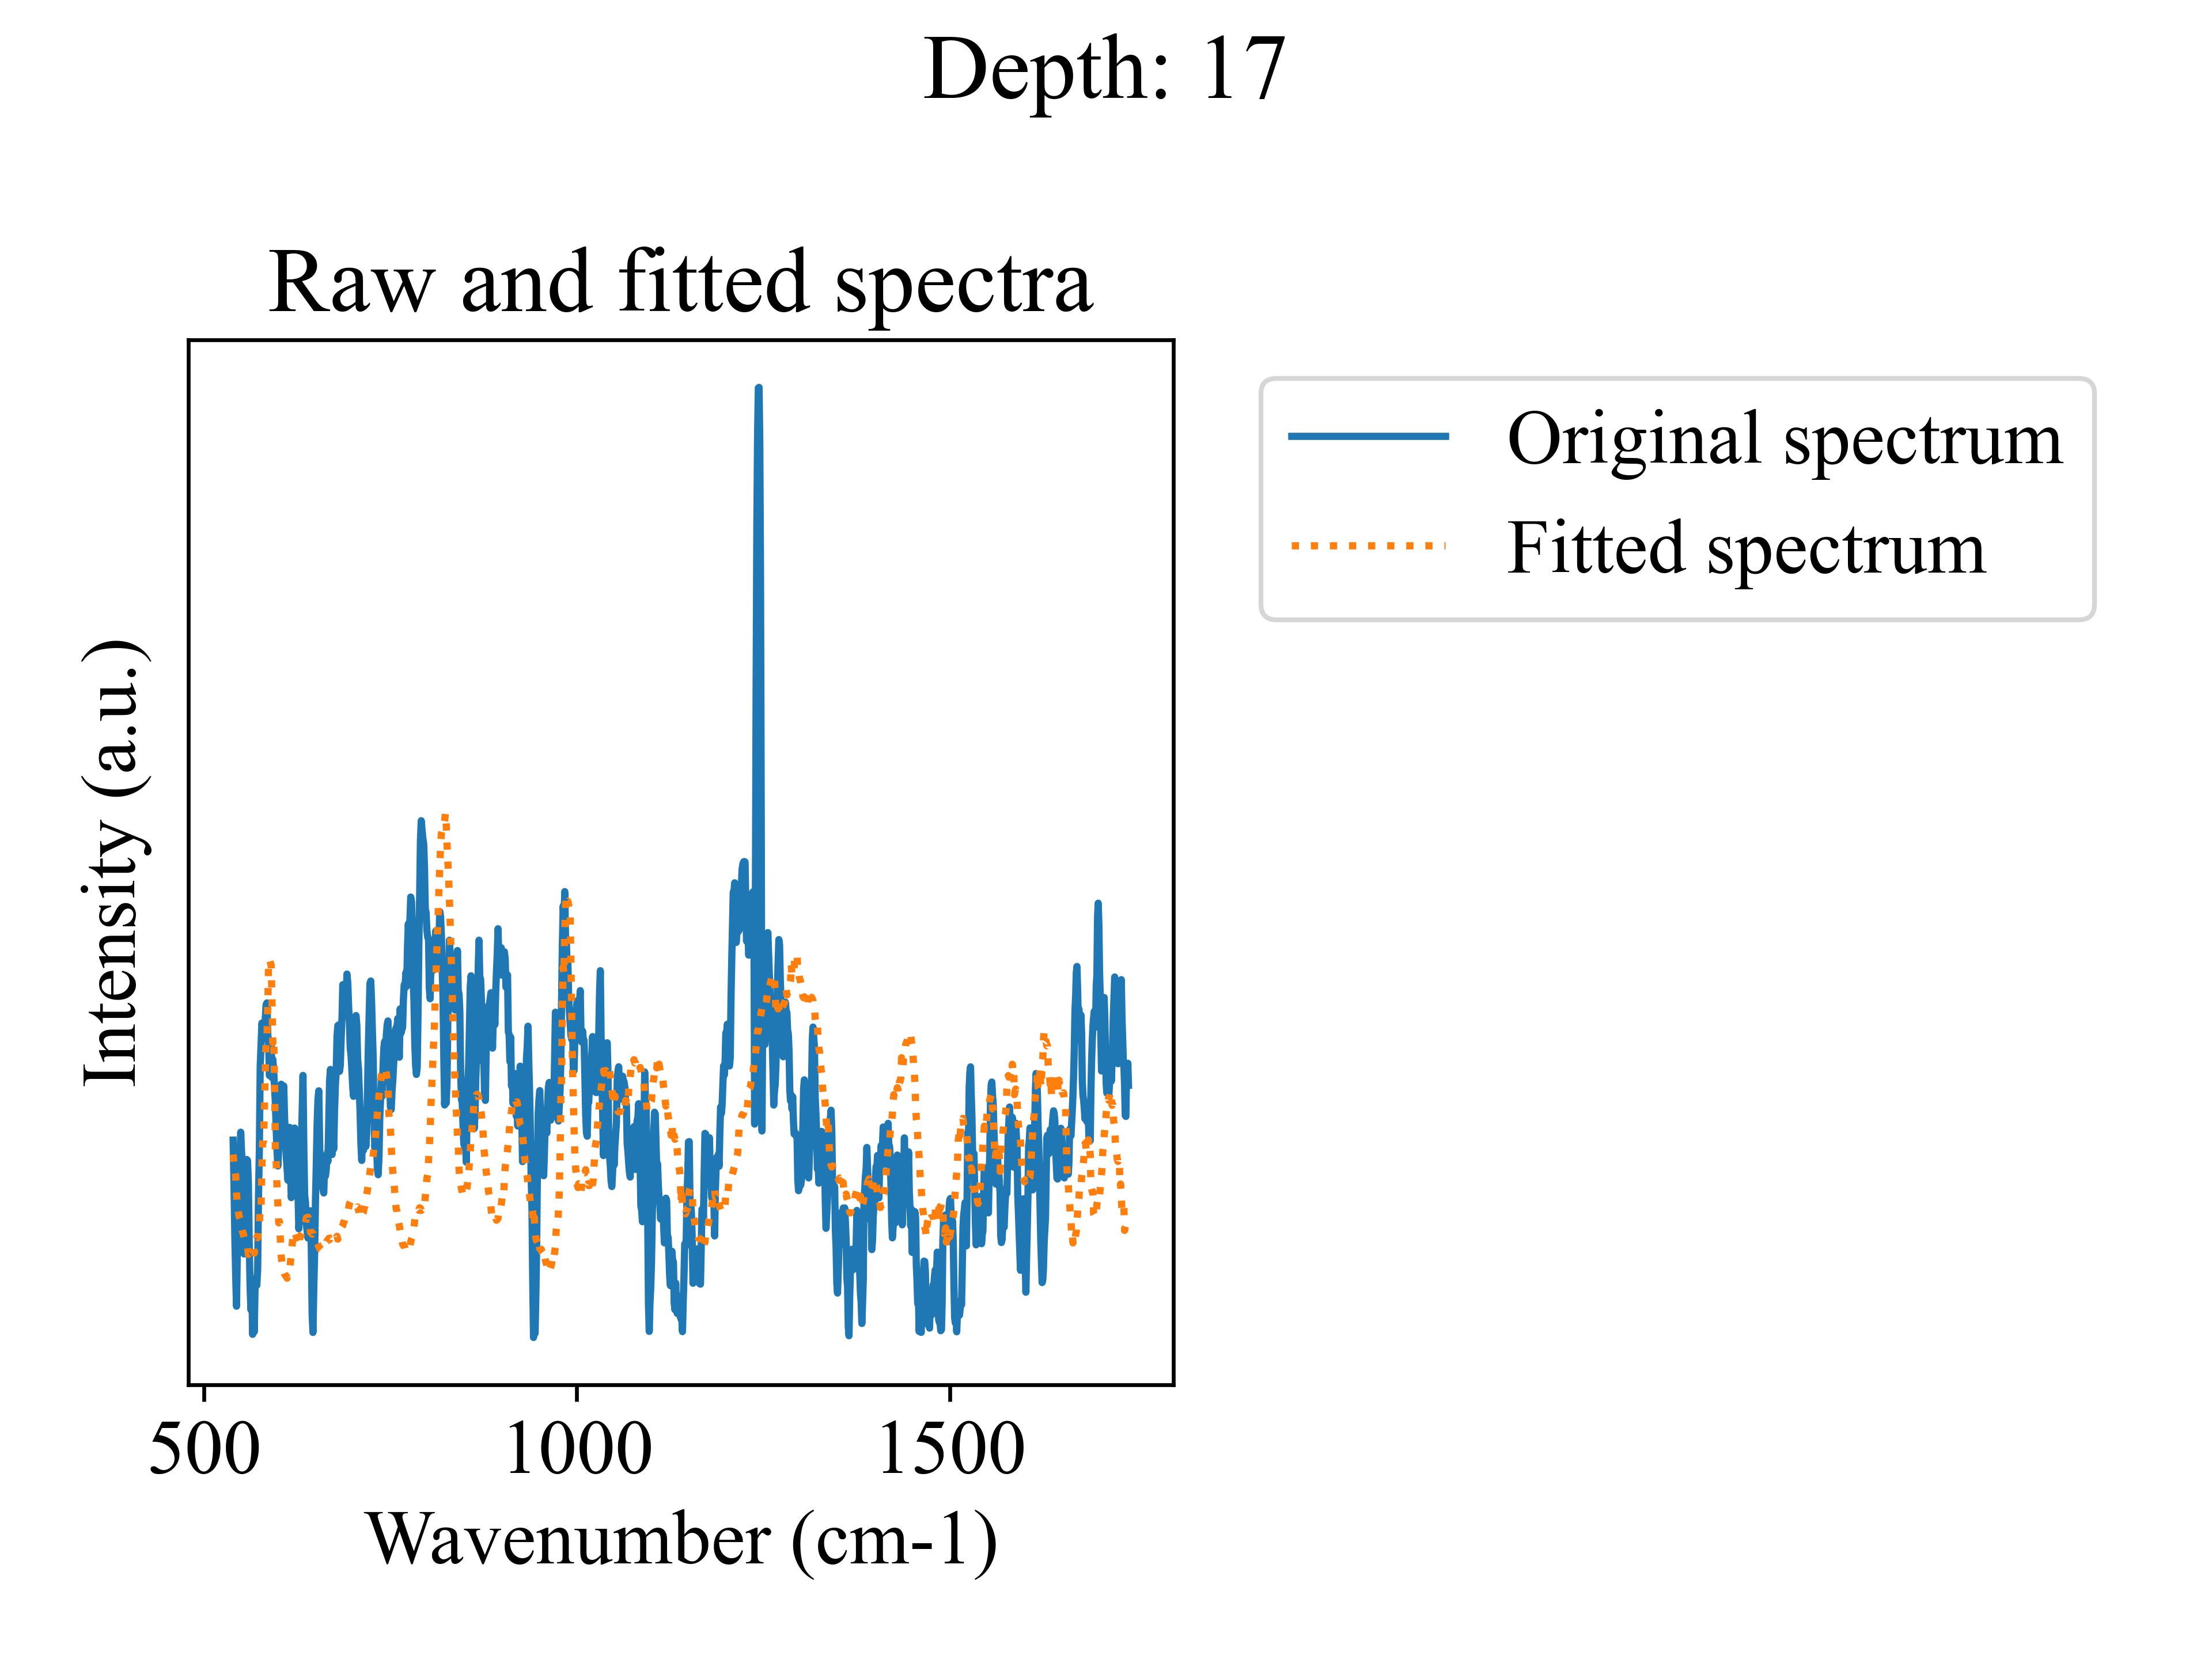 Depth: 17
Raw and fitted spectra
Original spectrum
Fitted spectrum
Intensity (a.u.)
500 1000 1500
Wavenumber (cm-1)